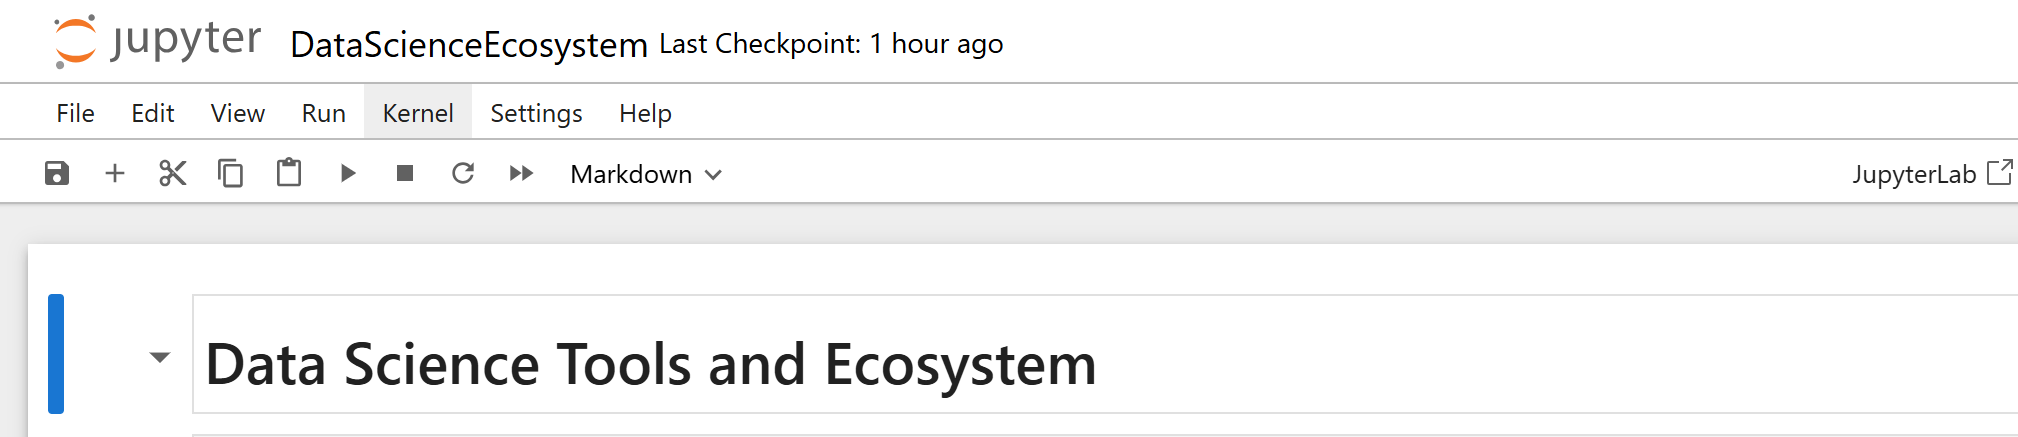 jupyter DataScienceEcosystem Last Checkpoint: 1 hour ago
File Edit View Run Kernel Settings Help
Markdown JupyterLab
Data Science Tools and Ecosystem